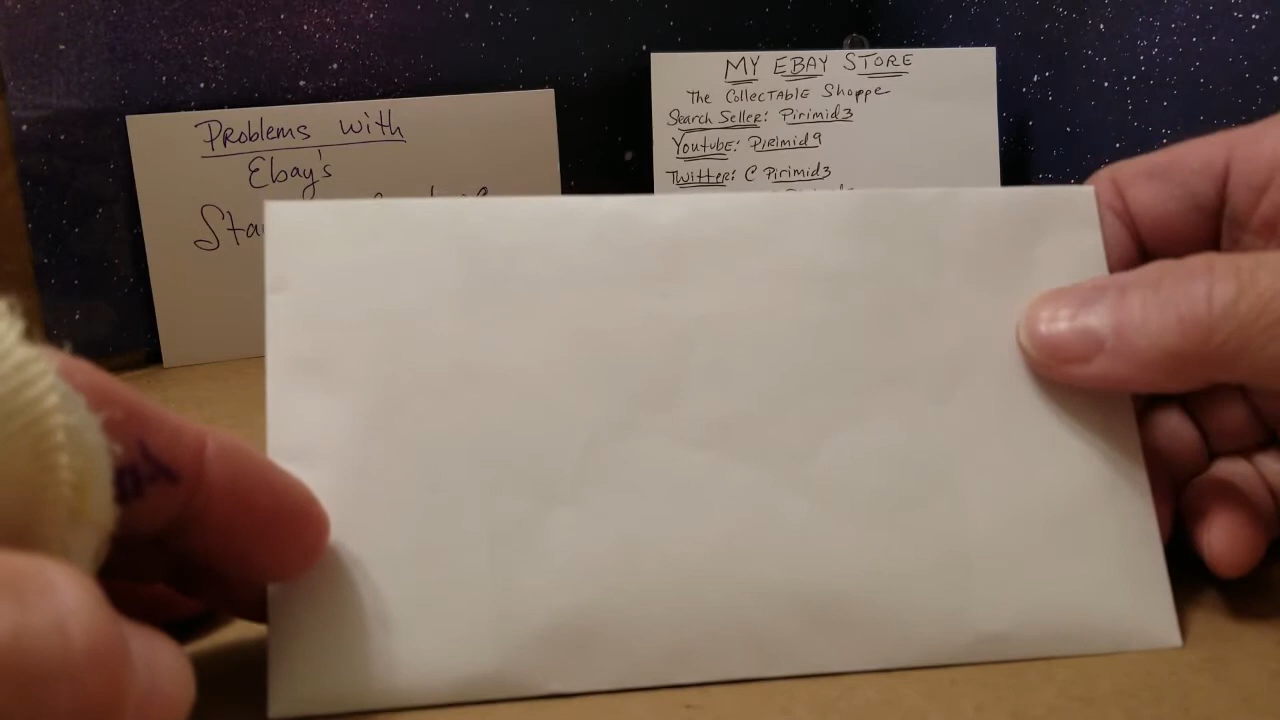 Problems with
Ebay's
MY EBAY STORE
The CollecTABLE Shoppe
Search Seller: Pirimid3
Youtube: Pirimid9
Twitter: @ Pirimid3